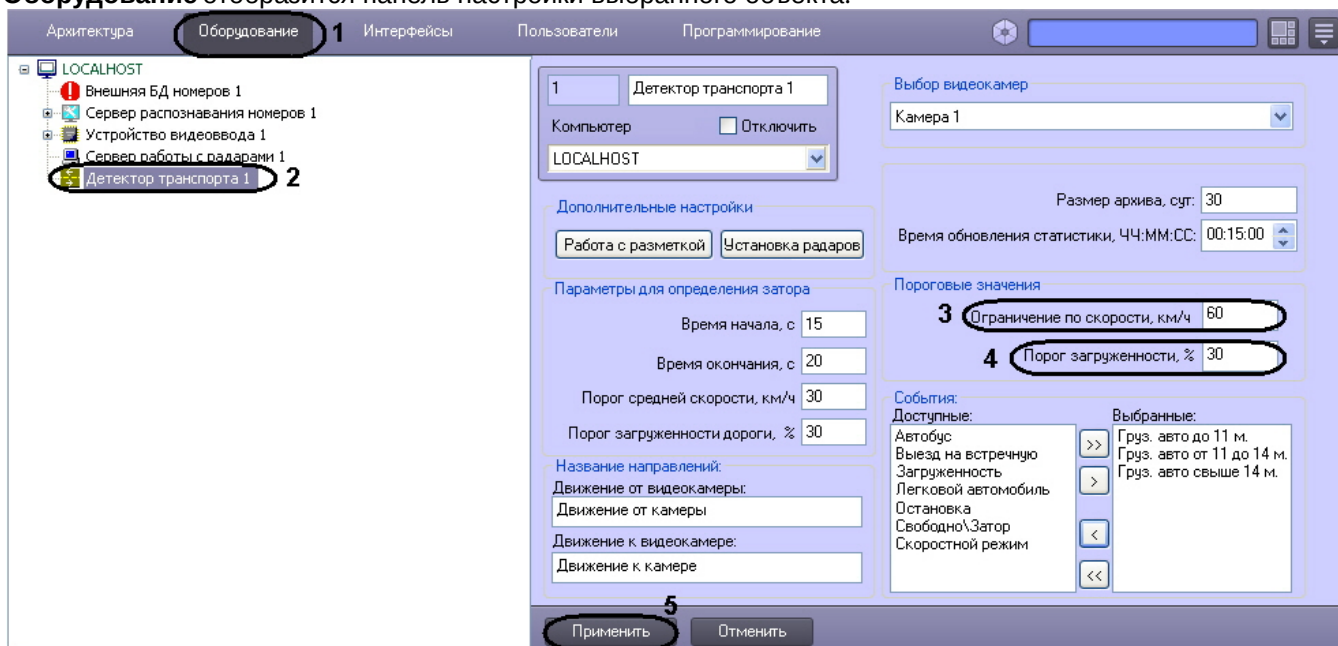 Оборудование отобразится панель настройки выбранного объекта.
Архитектура Оборудование 1 Интерфейсы Пользователи Программирование
LOCALHOST
Внешняя БД номеров 1
Сервер распознавания номеров 1
Устройство видеоввода 1
Сервер работы с радарами 1
Детектор транспорта 1 2
1 Детектор транспорта 1
Компьютер Отключить
LOCALHOST
Дополнительные настройки
Работа с разметкой Установка радаров
Параметры для определения затора
Время начала, с 15
Время окончания, с 20
Порог средней скорости, км/ч 30
Порог загруженности дороги, % 30
Название направлений:
Движение от видеокамеры:
Движение от камеры
Движение к видеокамере:
Движение к камере
Выбор видеокамер
Камера 1
Размер архива, сут: 30
Время обновления статистики, ЧЧ:ММ:СС: 00:15:00
Пороговые значения
3 Ограничение по скорости, км/ч 60
4 Порог загруженности, % 30
События:
Доступные: Выбранные:
Автобус >> Груз. авто до 11 м.
Выезд на встречную Груз. авто от 11 до 14 м.
Загруженность > Груз. авто свыше 14 м.
Легковой автомобиль
Остановка
Свободно\Затор <
Скоростной режим
<<
5
Применить Отменить